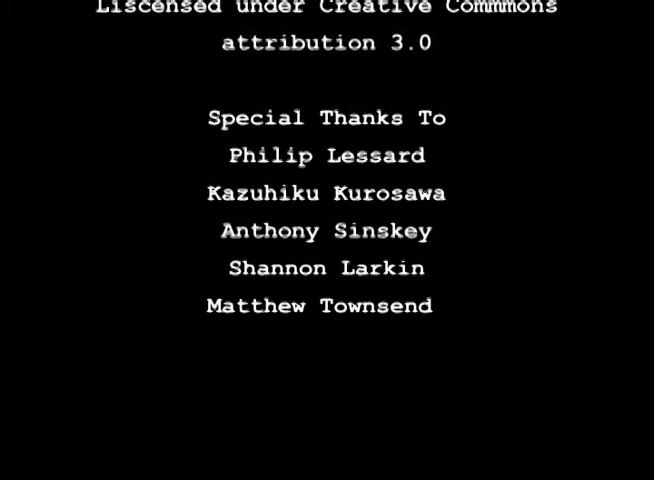 Liscensed under Creative Commmons
attribution 3.0
Special Thanks To
Philip Lessard
Kazuhiku Kurosawa
Anthony Sinskey
Shannon Larkin
Matthew Townsend